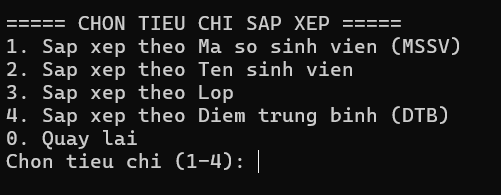 ===== CHON TIEU CHI SAP XEP =====
1. Sap xep theo Ma so sinh vien (MSSV)
2. Sap xep theo Ten sinh vien
3. Sap xep theo Lop
4. Sap xep theo Diem trung binh (DTB)
0. Quay lai
Chon tieu chi (1-4):